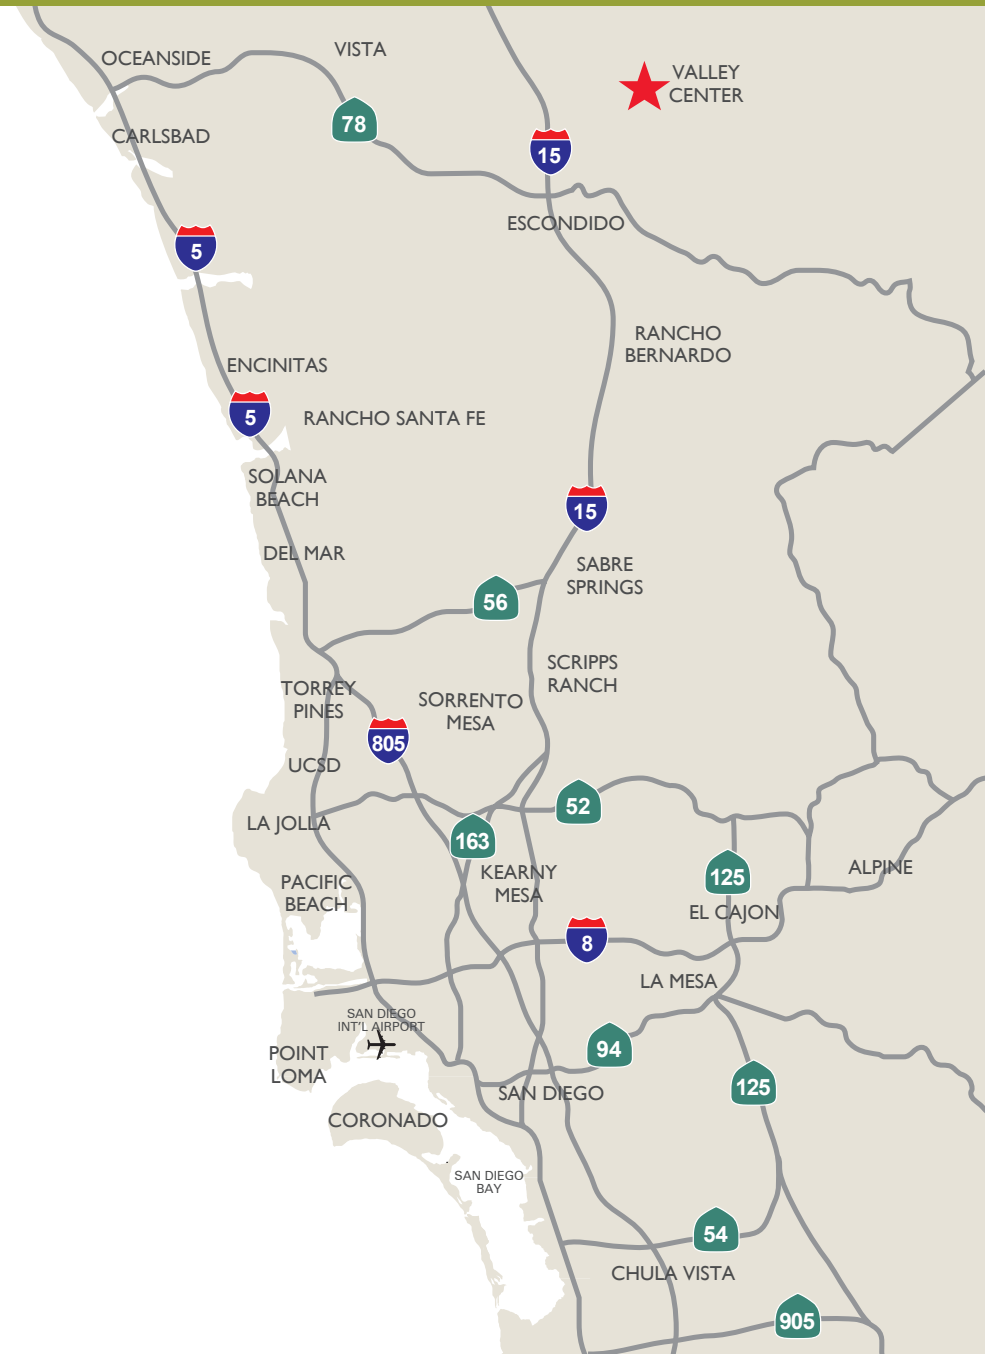 OCEANSIDE
VISTA
VALLEY
CENTER
78
CARLSBAD
15
ESCONDIDO
5
RANCHO
BERNARDO
ENCINITAS
5
RANCHO SANTA FE
SOLANA
BEACH
15
DEL MAR
SABRE
SPRINGS
56
SCRIPPS
RANCH
TORREY
PINES
SORRENTO
MESA
805
UCSD
52
LA JOLLA
163
KEARNY
MESA
125
ALPINE
PACIFIC
BEACH
EL CAJON
8
LA MESA
SAN DIEGO
INT'L AIRPORT
94
POINT
LOMA
125
SAN DIEGO
CORONADO
SAN DIEGO
BAY
54
CHULA VISTA
905